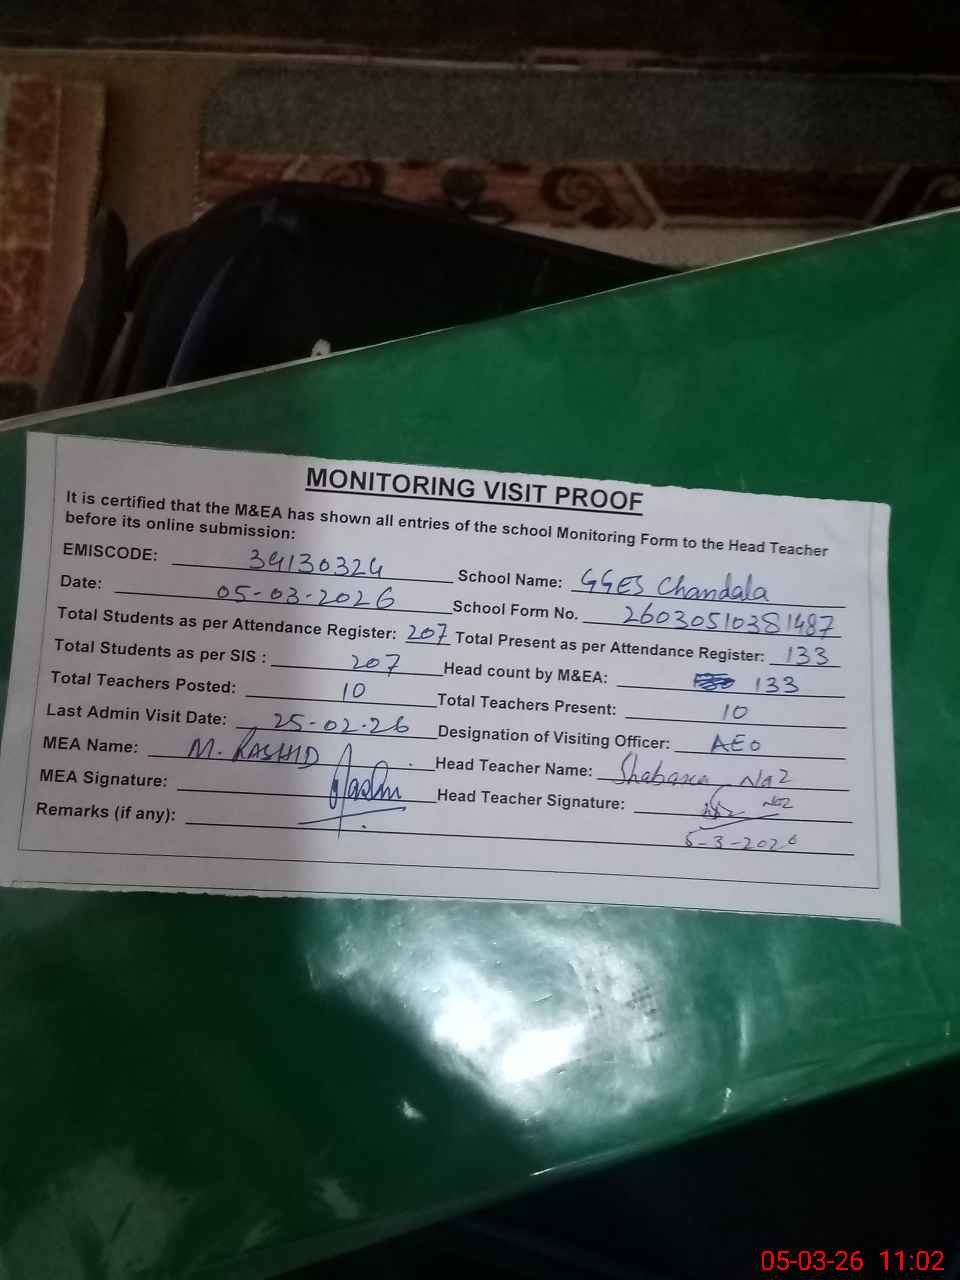 MONITORING VISIT PROOF
It is certified that the M&EA has shown all entries of the school Monitoring Form to the Head Teacher
before its online submission:
EMISCODE: 34130324 School Name: GGES Chandala
Date: 05-03-2026 School Form No. 26030510381487
Total Students as per Attendance Register: 207 Total Present as per Attendance Register: 133
Total Students as per SIS : 207 Head count by M&EA: 133
Total Teachers Posted: 10 Total Teachers Present: 10
Last Admin Visit Date: 25-02-26 Designation of Visiting Officer: AEO
MEA Name: M. RASHID Head Teacher Name: Shabana Naz
MEA Signature: Head Teacher Signature:
Remarks (if any): 5-3-2026
05-03-26 11:02